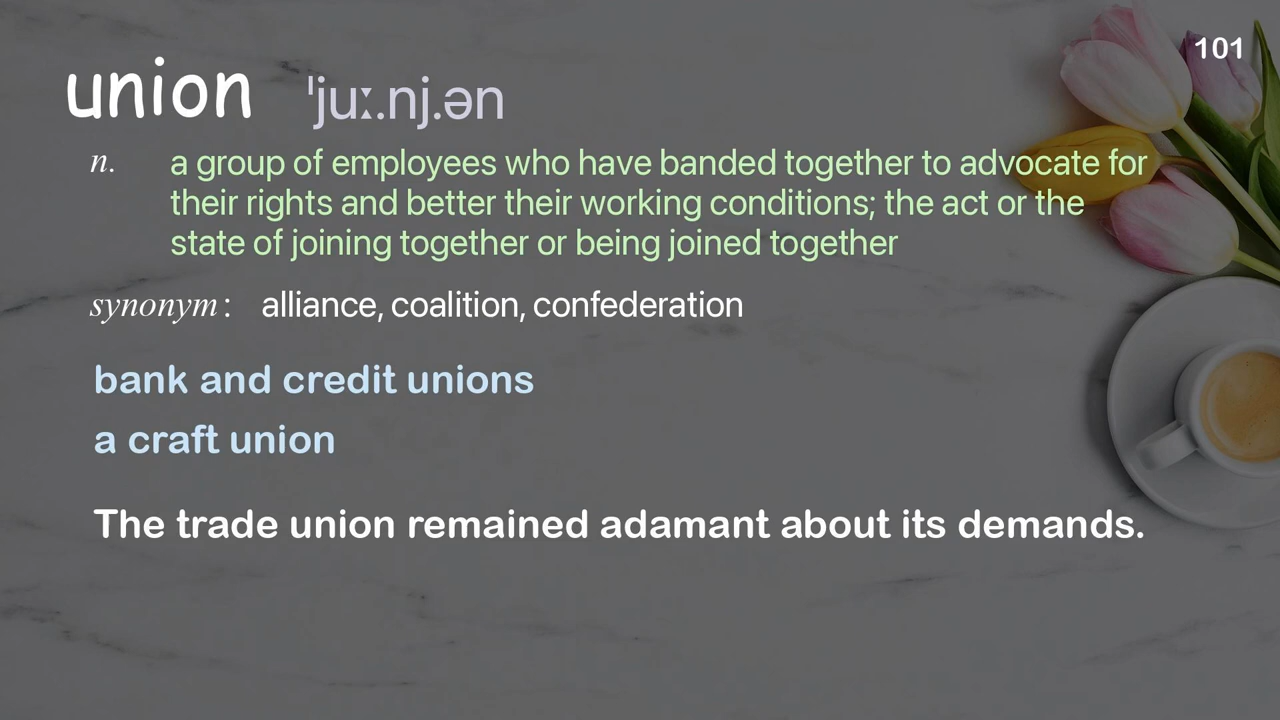 101
union ˈjuː.nj.ən
n. a group of employees who have banded together to advocate for
their rights and better their working conditions; the act or the
state of joining together or being joined together
synonym: alliance, coalition, confederation
bank and credit unions
a craft union
The trade union remained adamant about its demands.